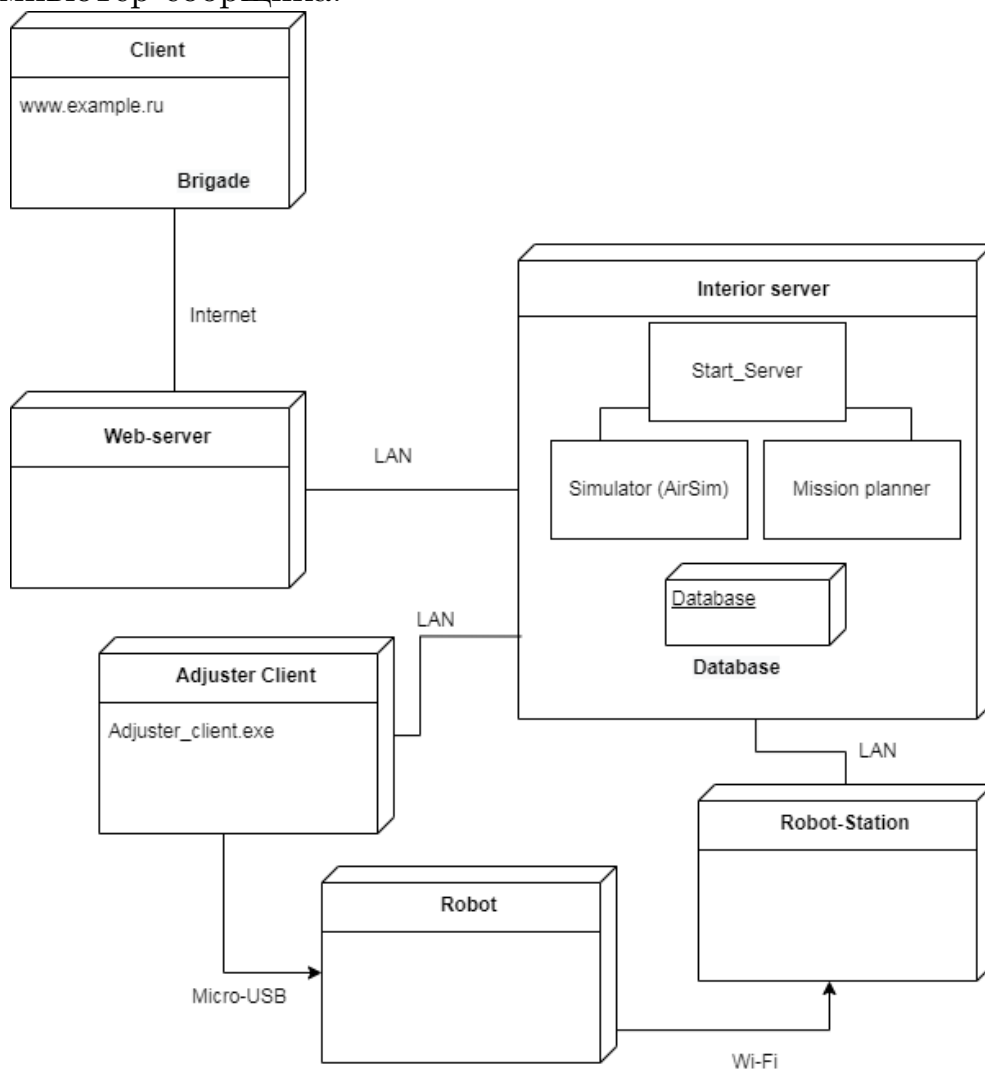 Client
www.example.ru
Brigade
Internet
Interior server
Start_Server
Simulator (AirSim)
Mission planner
Database
Database
Web-server
LAN
LAN
Adjuster Client
Adjuster_client.exe
LAN
Robot-Station
Robot
Micro-USB
Wi-Fi